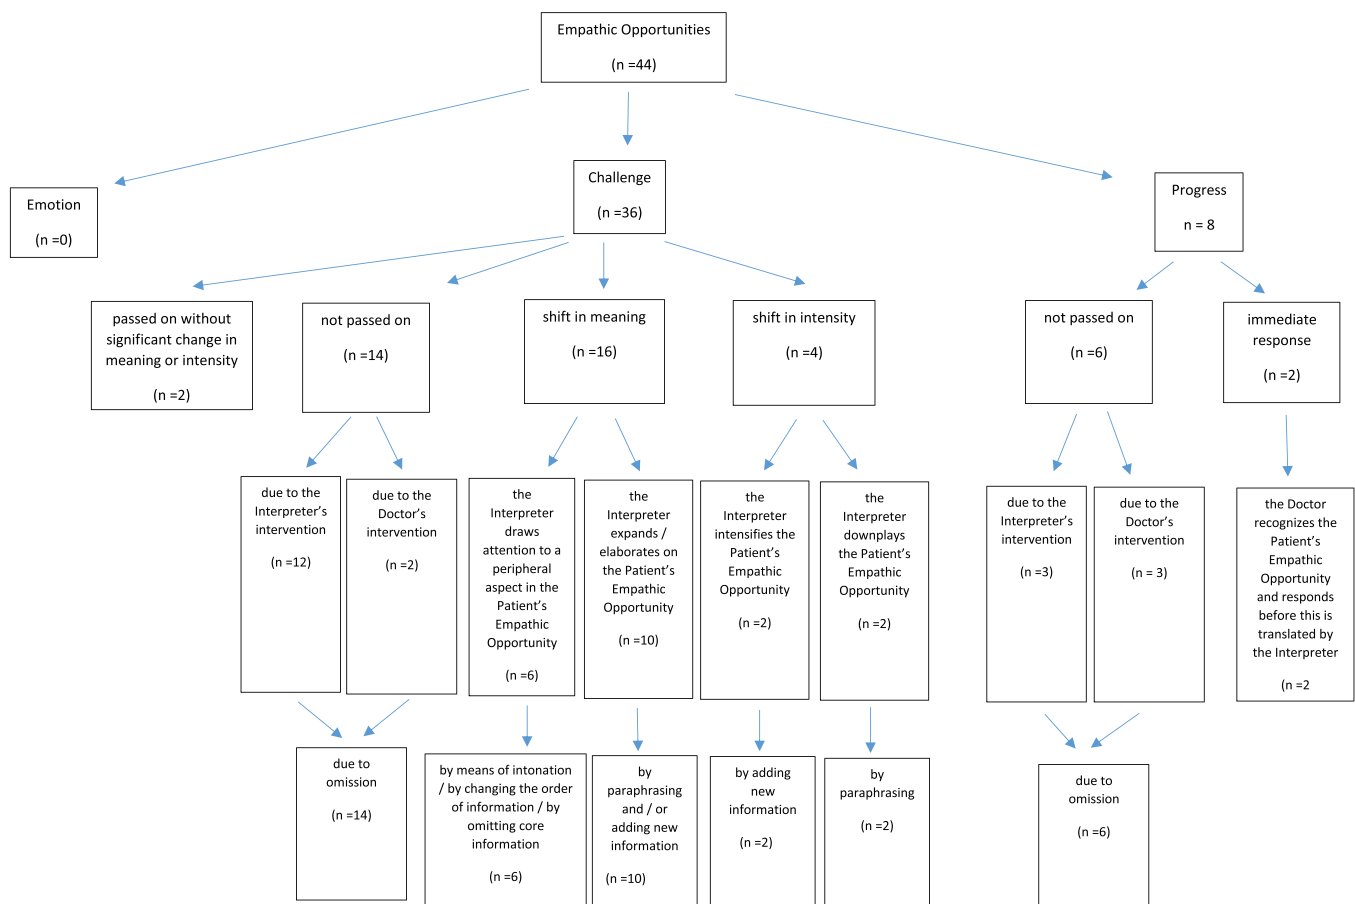 Empathic Opportunities
(n =44)
Emotion
(n =0)
Challenge
(n =36)
Progress
n = 8
passed on without
significant change in
meaning or intensity
(n =2)
not passed on
(n =14)
shift in meaning
(n =16)
shift in intensity
(n =4)
not passed on
(n =6)
immediate
response
(n =2)
due to the
Interpreter's
intervention
(n =12)
due to the
Doctor's
intervention
(n =2)
the
Interpreter
draws
attention to a
peripheral
aspect in the
Patient's
Empathic
Opportunity
(n =6)
the
Interpreter
expands /
elaborates on
the Patient's
Empathic
Opportunity
(n =10)
the
Interpreter
intensifies the
Patient's
Empathic
Opportunity
(n =2)
the
Interpreter
downplays
the Patient's
Empathic
Opportunity
(n =2)
due to the
Interpreter's
intervention
(n =3)
due to the
Doctor's
intervention
(n = 3)
the Doctor
recognizes the
Patient's
Empathic
Opportunity
and responds
before this is
translated by
the Interpreter
(n =2
due to
omission
(n =14)
by means of intonation
/ by changing the order
of information / by
omitting core
information
(n =6)
by
paraphrasing
and / or
adding new
information
(n =10)
by adding
new
information
(n =2)
by
paraphrasing
(n =2)
due to
omission
(n =6)